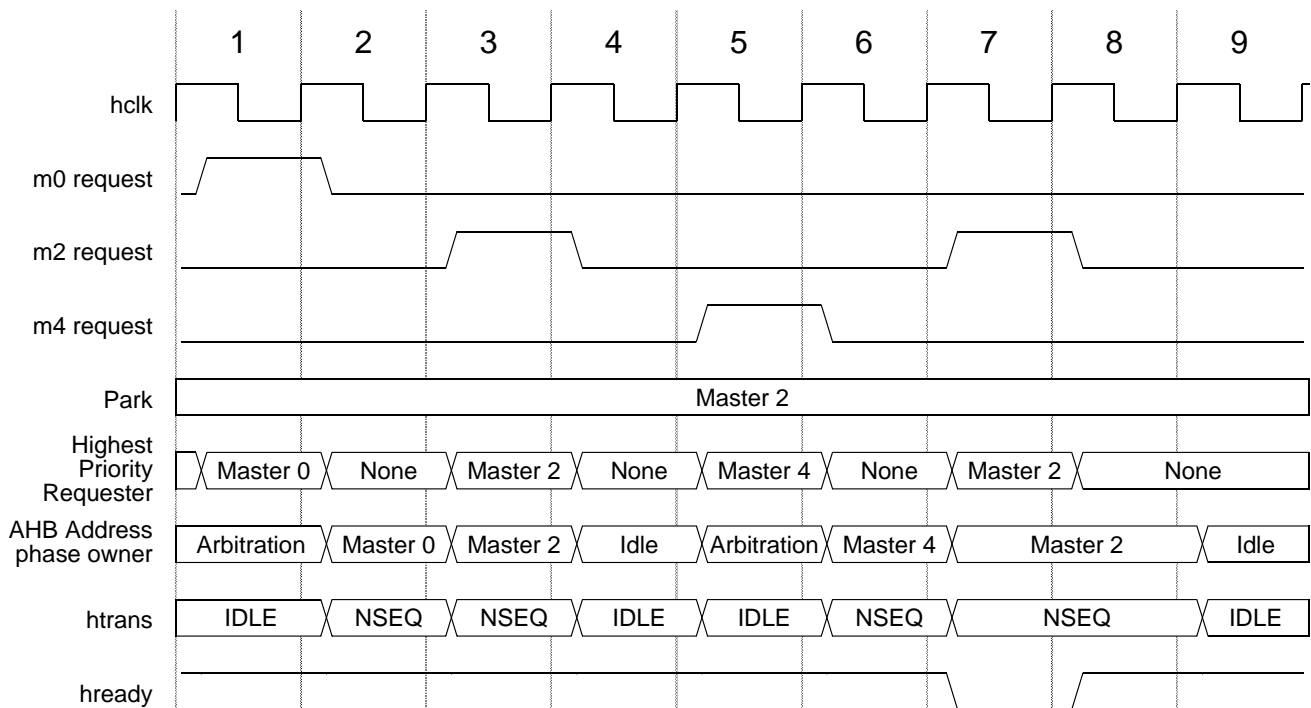 1 2 3 4 5 6 7 8 9
hclk
m0 request
m2 request
m4 request
Park Master 2
Highest
Priority
Requester
Master 0 None Master 2 None Master 4 None Master 2 None
AHB Address
phase owner
Arbitration Master 0 Master 2 Idle Arbitration Master 4 Master 2 Idle
htrans IDLE NSEQ NSEQ IDLE IDLE NSEQ NSEQ IDLE
hready